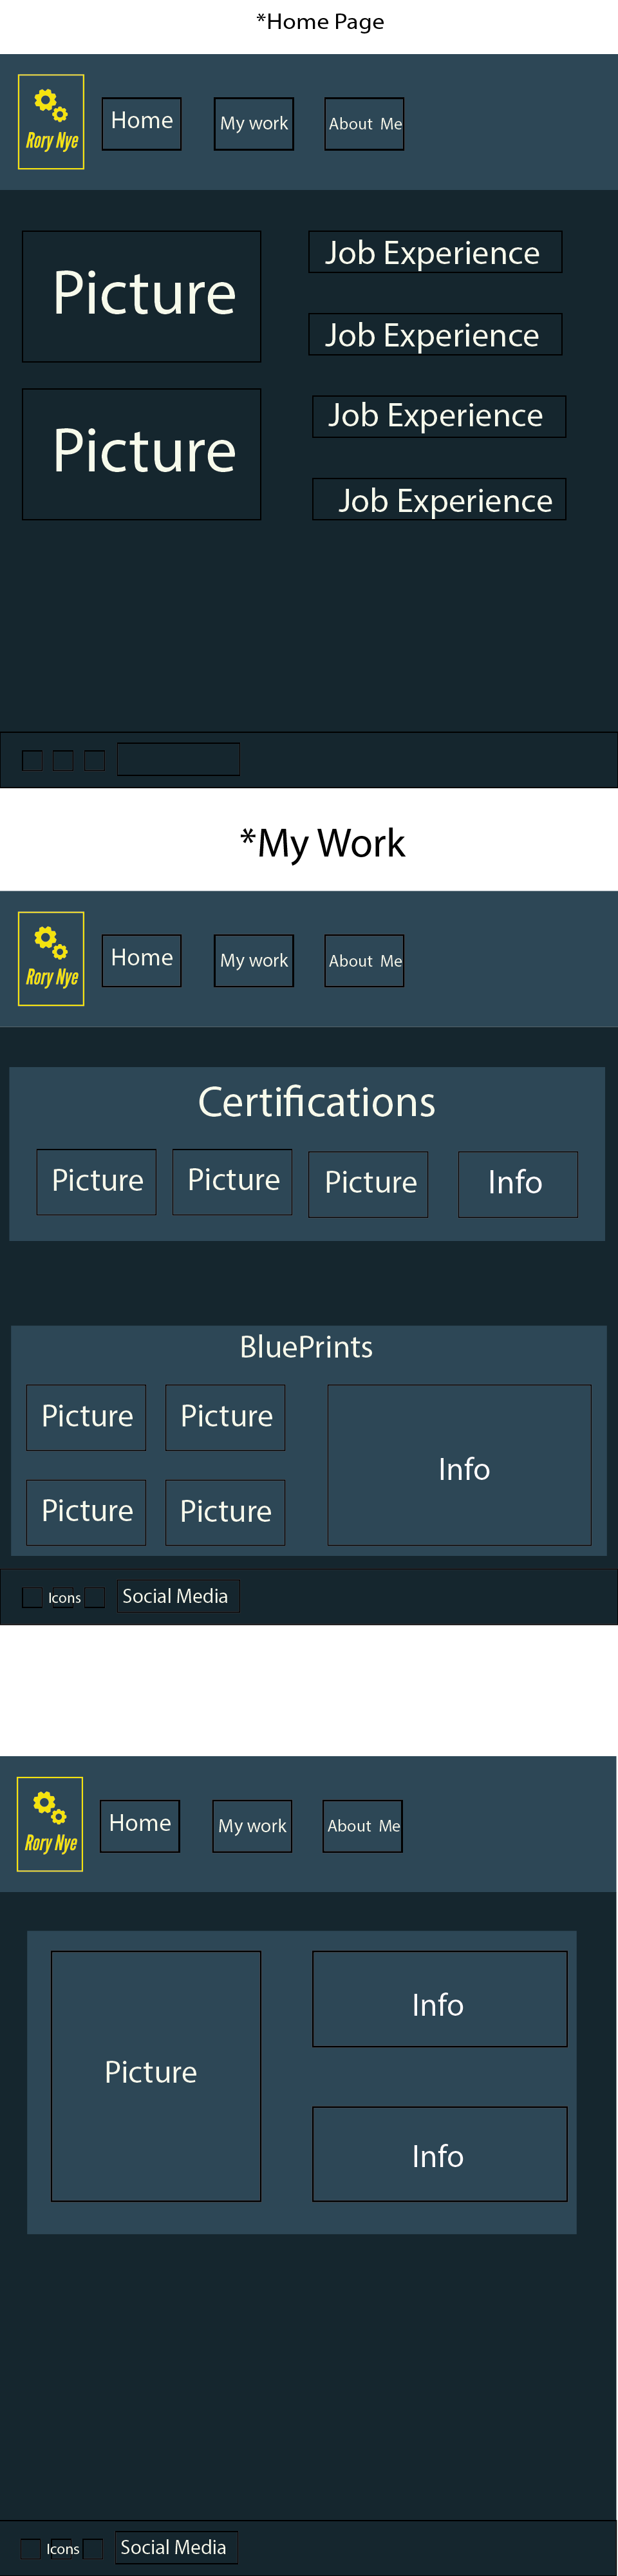 *Home Page
Rory Nye
Home
My work
About Me
Picture
Job Experience
Job Experience
Picture
Job Experience
Job Experience
*My Work
Rory Nye
Home
My work
About Me
Certifications
Picture
Picture
Picture
Info
BluePrints
Picture
Picture
Info
Picture
Picture
Icons
Social Media
Rory Nye
Home
My work
About Me
Picture
Info
Info
Icons
Social Media